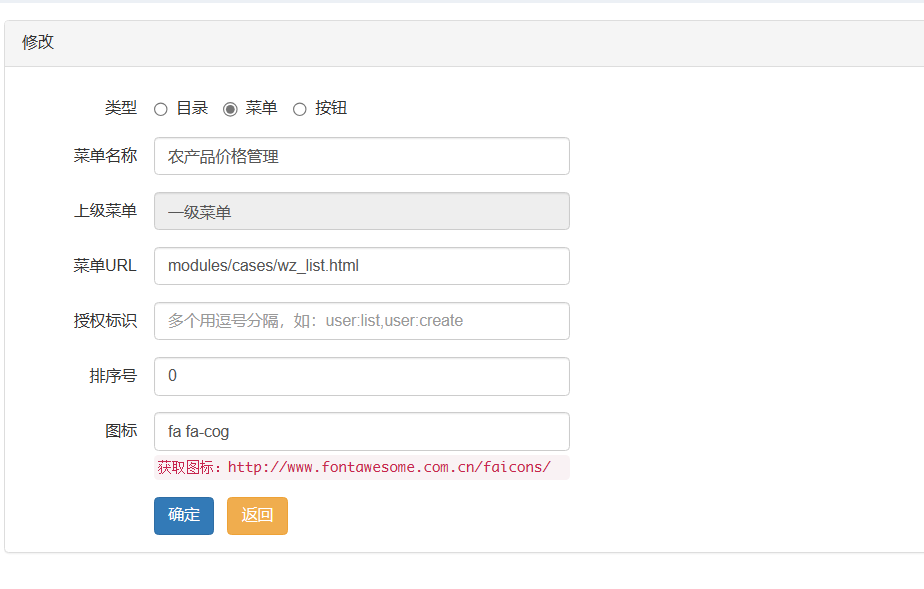 修改
类型 目录 菜单 按钮
菜单名称 农产品价格管理
上级菜单 一级菜单
菜单URL modules/cases/wz_list.html
授权标识 多个用逗号分隔，如：user:list,user:create
排序号 0
图标 fa fa-cog
获取图标：http://www.fontawesome.com.cn/faicons/
确定 返回